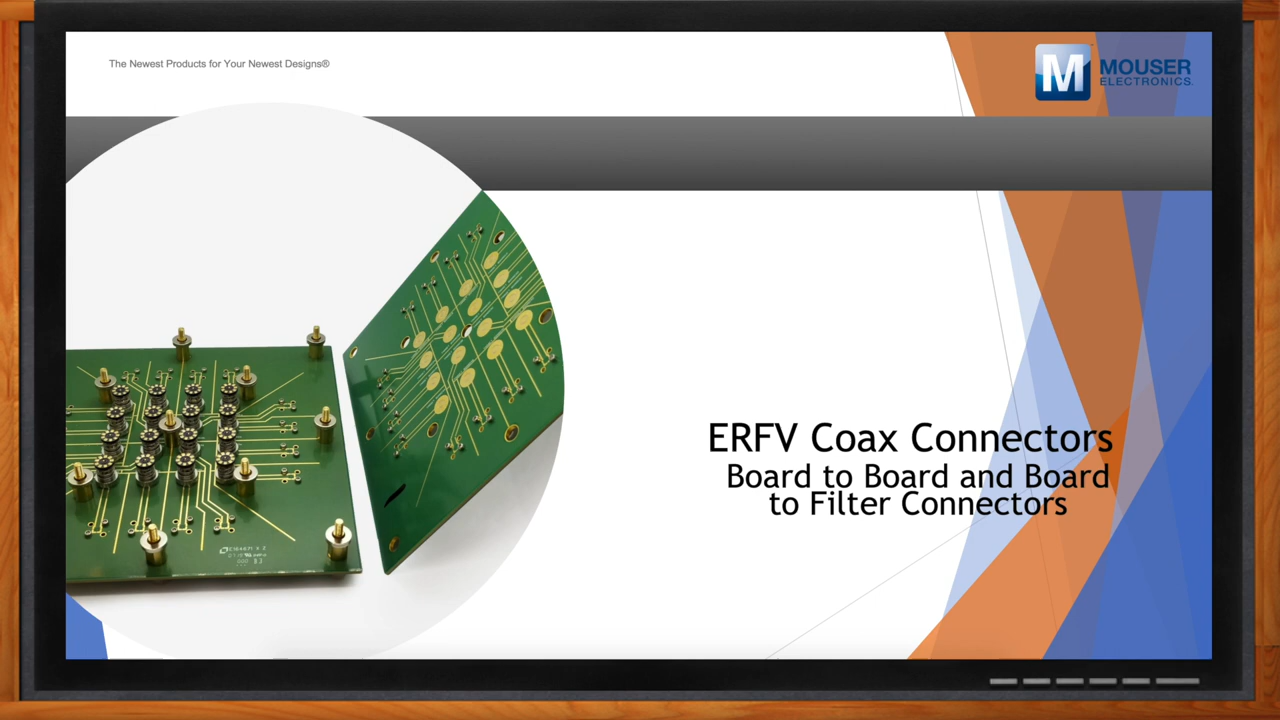 The Newest Products for Your Newest Designs®
M MOUSER
ELECTRONICS
ERFV Coax Connectors
Board to Board and Board
to Filter Connectors